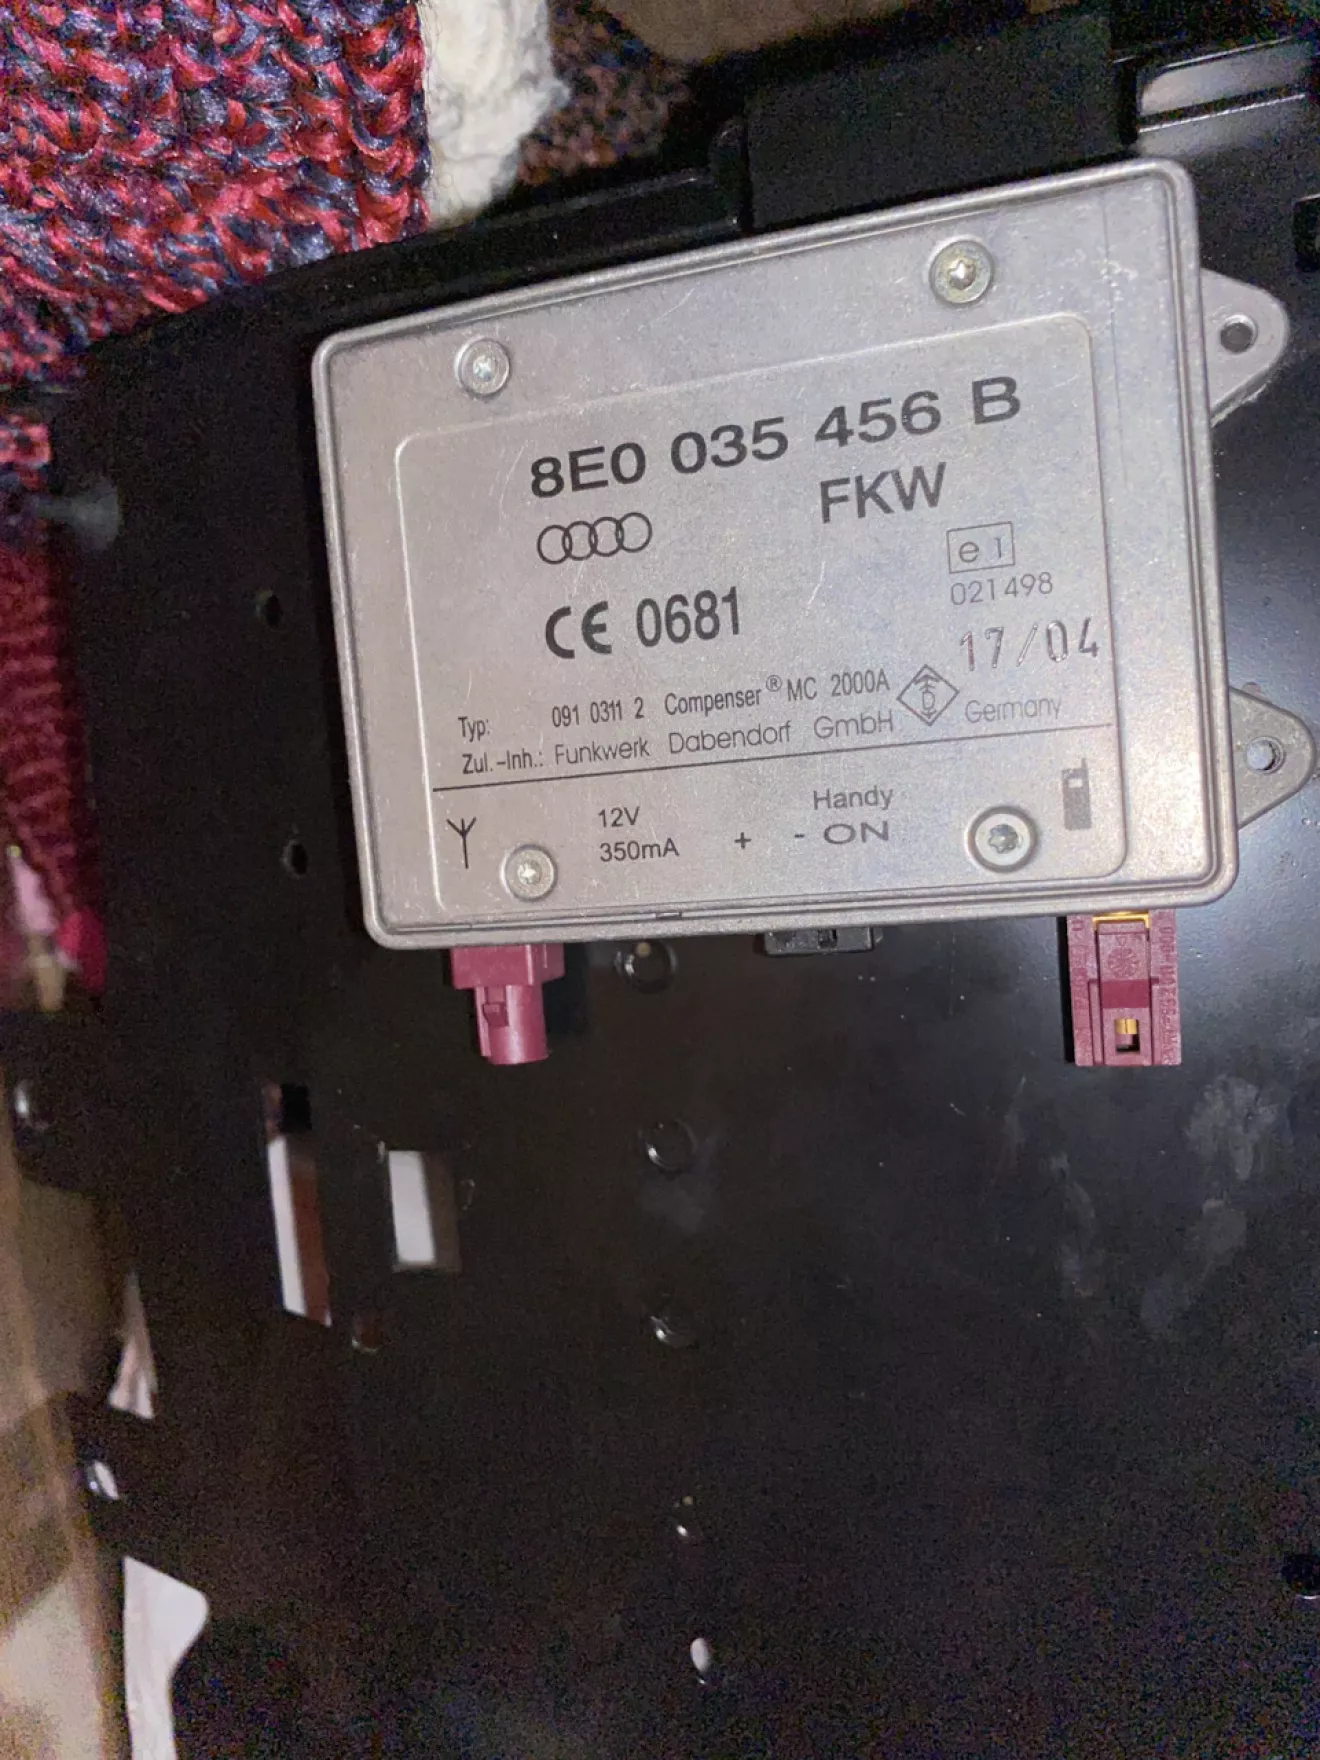 8E0 035 456 B
FKW
e 1
021498
CE 0681
17/04
Typ: 091 0311 2 Compenser® MC 2000A
Zul.-Inh.: Funkwerk Dabendorf GmbH D Germany
12V
350mA
+ -
Handy
ON